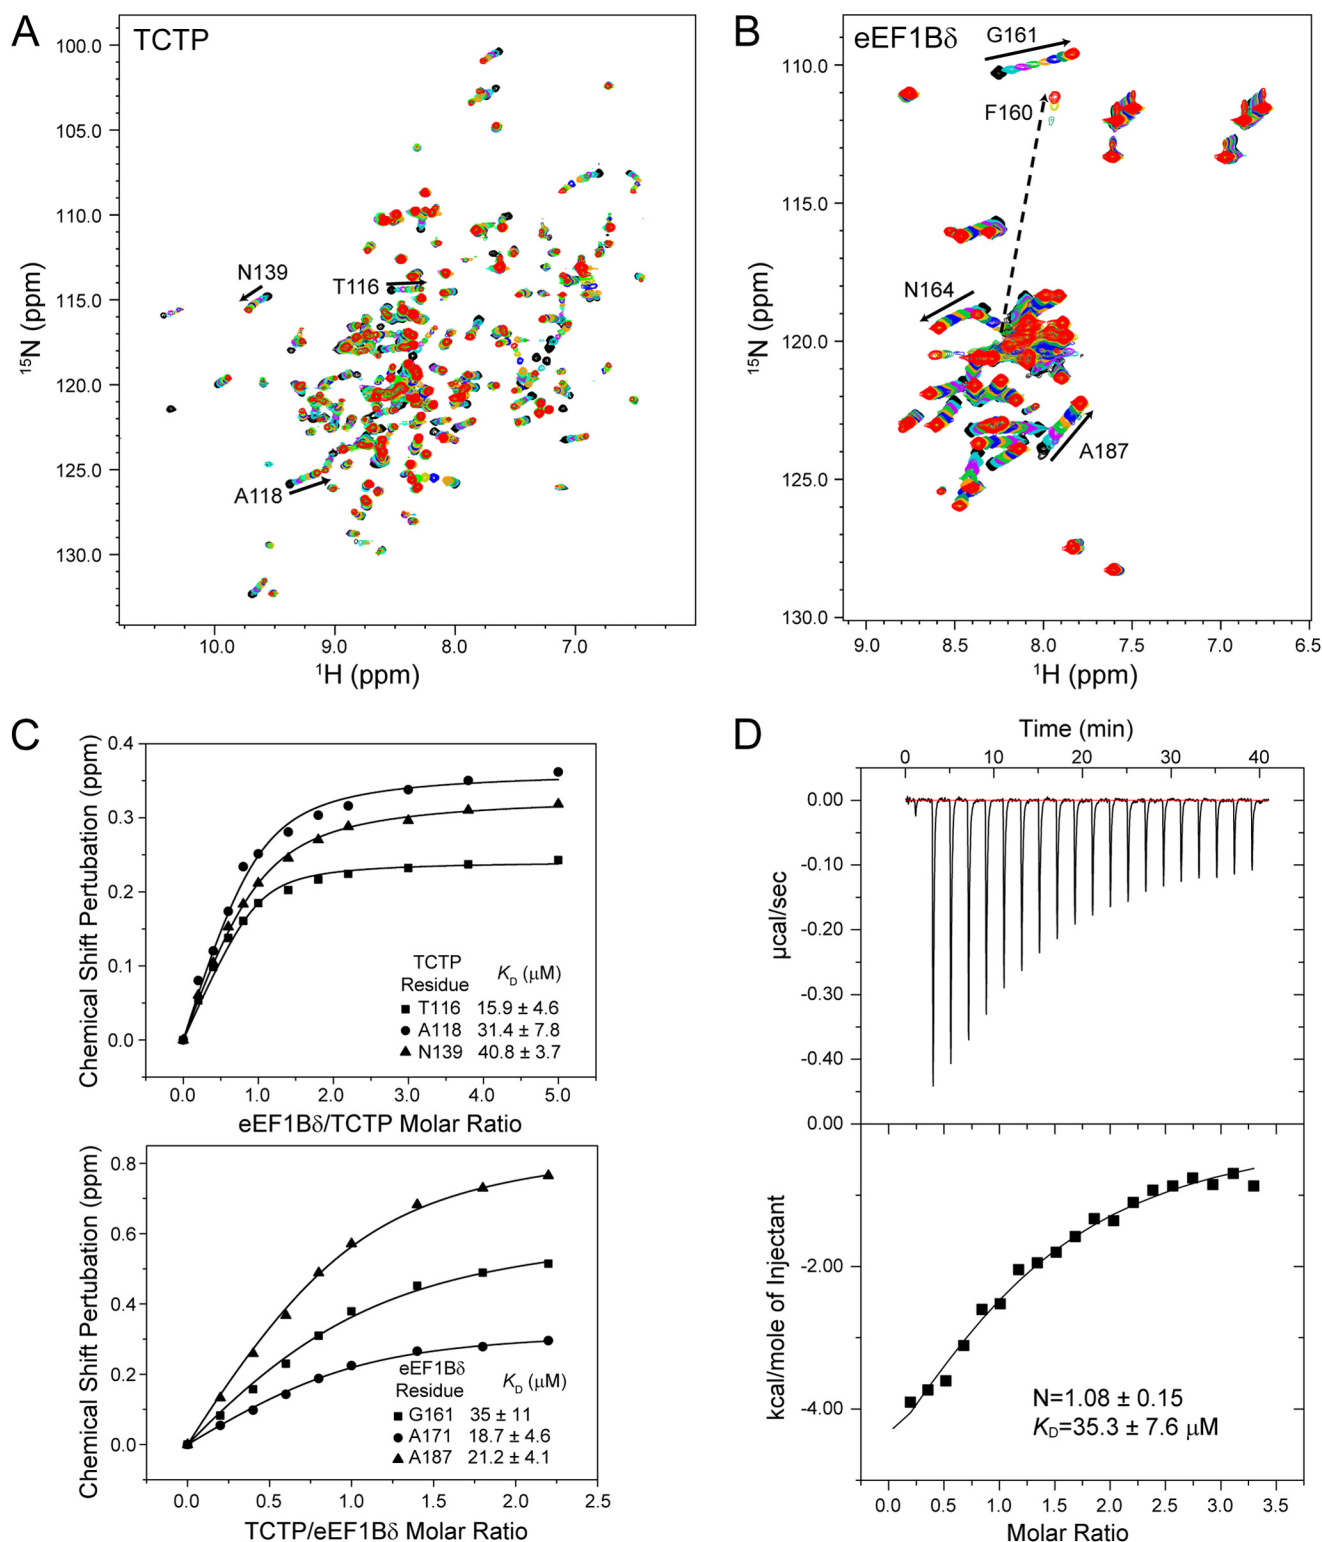 A
TCTP
100.0
105.0
110.0
115.0
120.0
125.0
130.0
15N (ppm)
N139
T116
A118
10.0 9.0 8.0 7.0
1H (ppm)
B
eEF1Bδ
G161
F160
N164
A187
110.0
115.0
120.0
125.0
130.0
15N (ppm)
9.0 8.5 8.0 7.5 7.0 6.5
1H (ppm)
C
Chemical Shift Pertubation (ppm)
0.4
0.3
0.2
0.1
0.0
TCTP
Residue KD (μM)
T116 15.9 ± 4.6
A118 31.4 ± 7.8
N139 40.8 ± 3.7
0.0 1.0 2.0 3.0 4.0 5.0
eEF1Bδ/TCTP Molar Ratio
Chemical Shift Pertubation (ppm)
0.8
0.6
0.4
0.2
0.0
eEF1Bδ
Residue KD (μM)
G161 35 ± 11
A171 18.7 ± 4.6
A187 21.2 ± 4.1
0.0 0.5 1.0 1.5 2.0 2.5
TCTP/eEF1Bδ Molar Ratio
D
Time (min)
0 10 20 30 40
0.00
-0.10
-0.20
-0.30
-0.40
0.00
μcal/sec
-2.00
-4.00
kcal/mole of Injectant
N=1.08 ± 0.15
KD=35.3 ± 7.6 μM
0.0 0.5 1.0 1.5 2.0 2.5 3.0 3.5
Molar Ratio